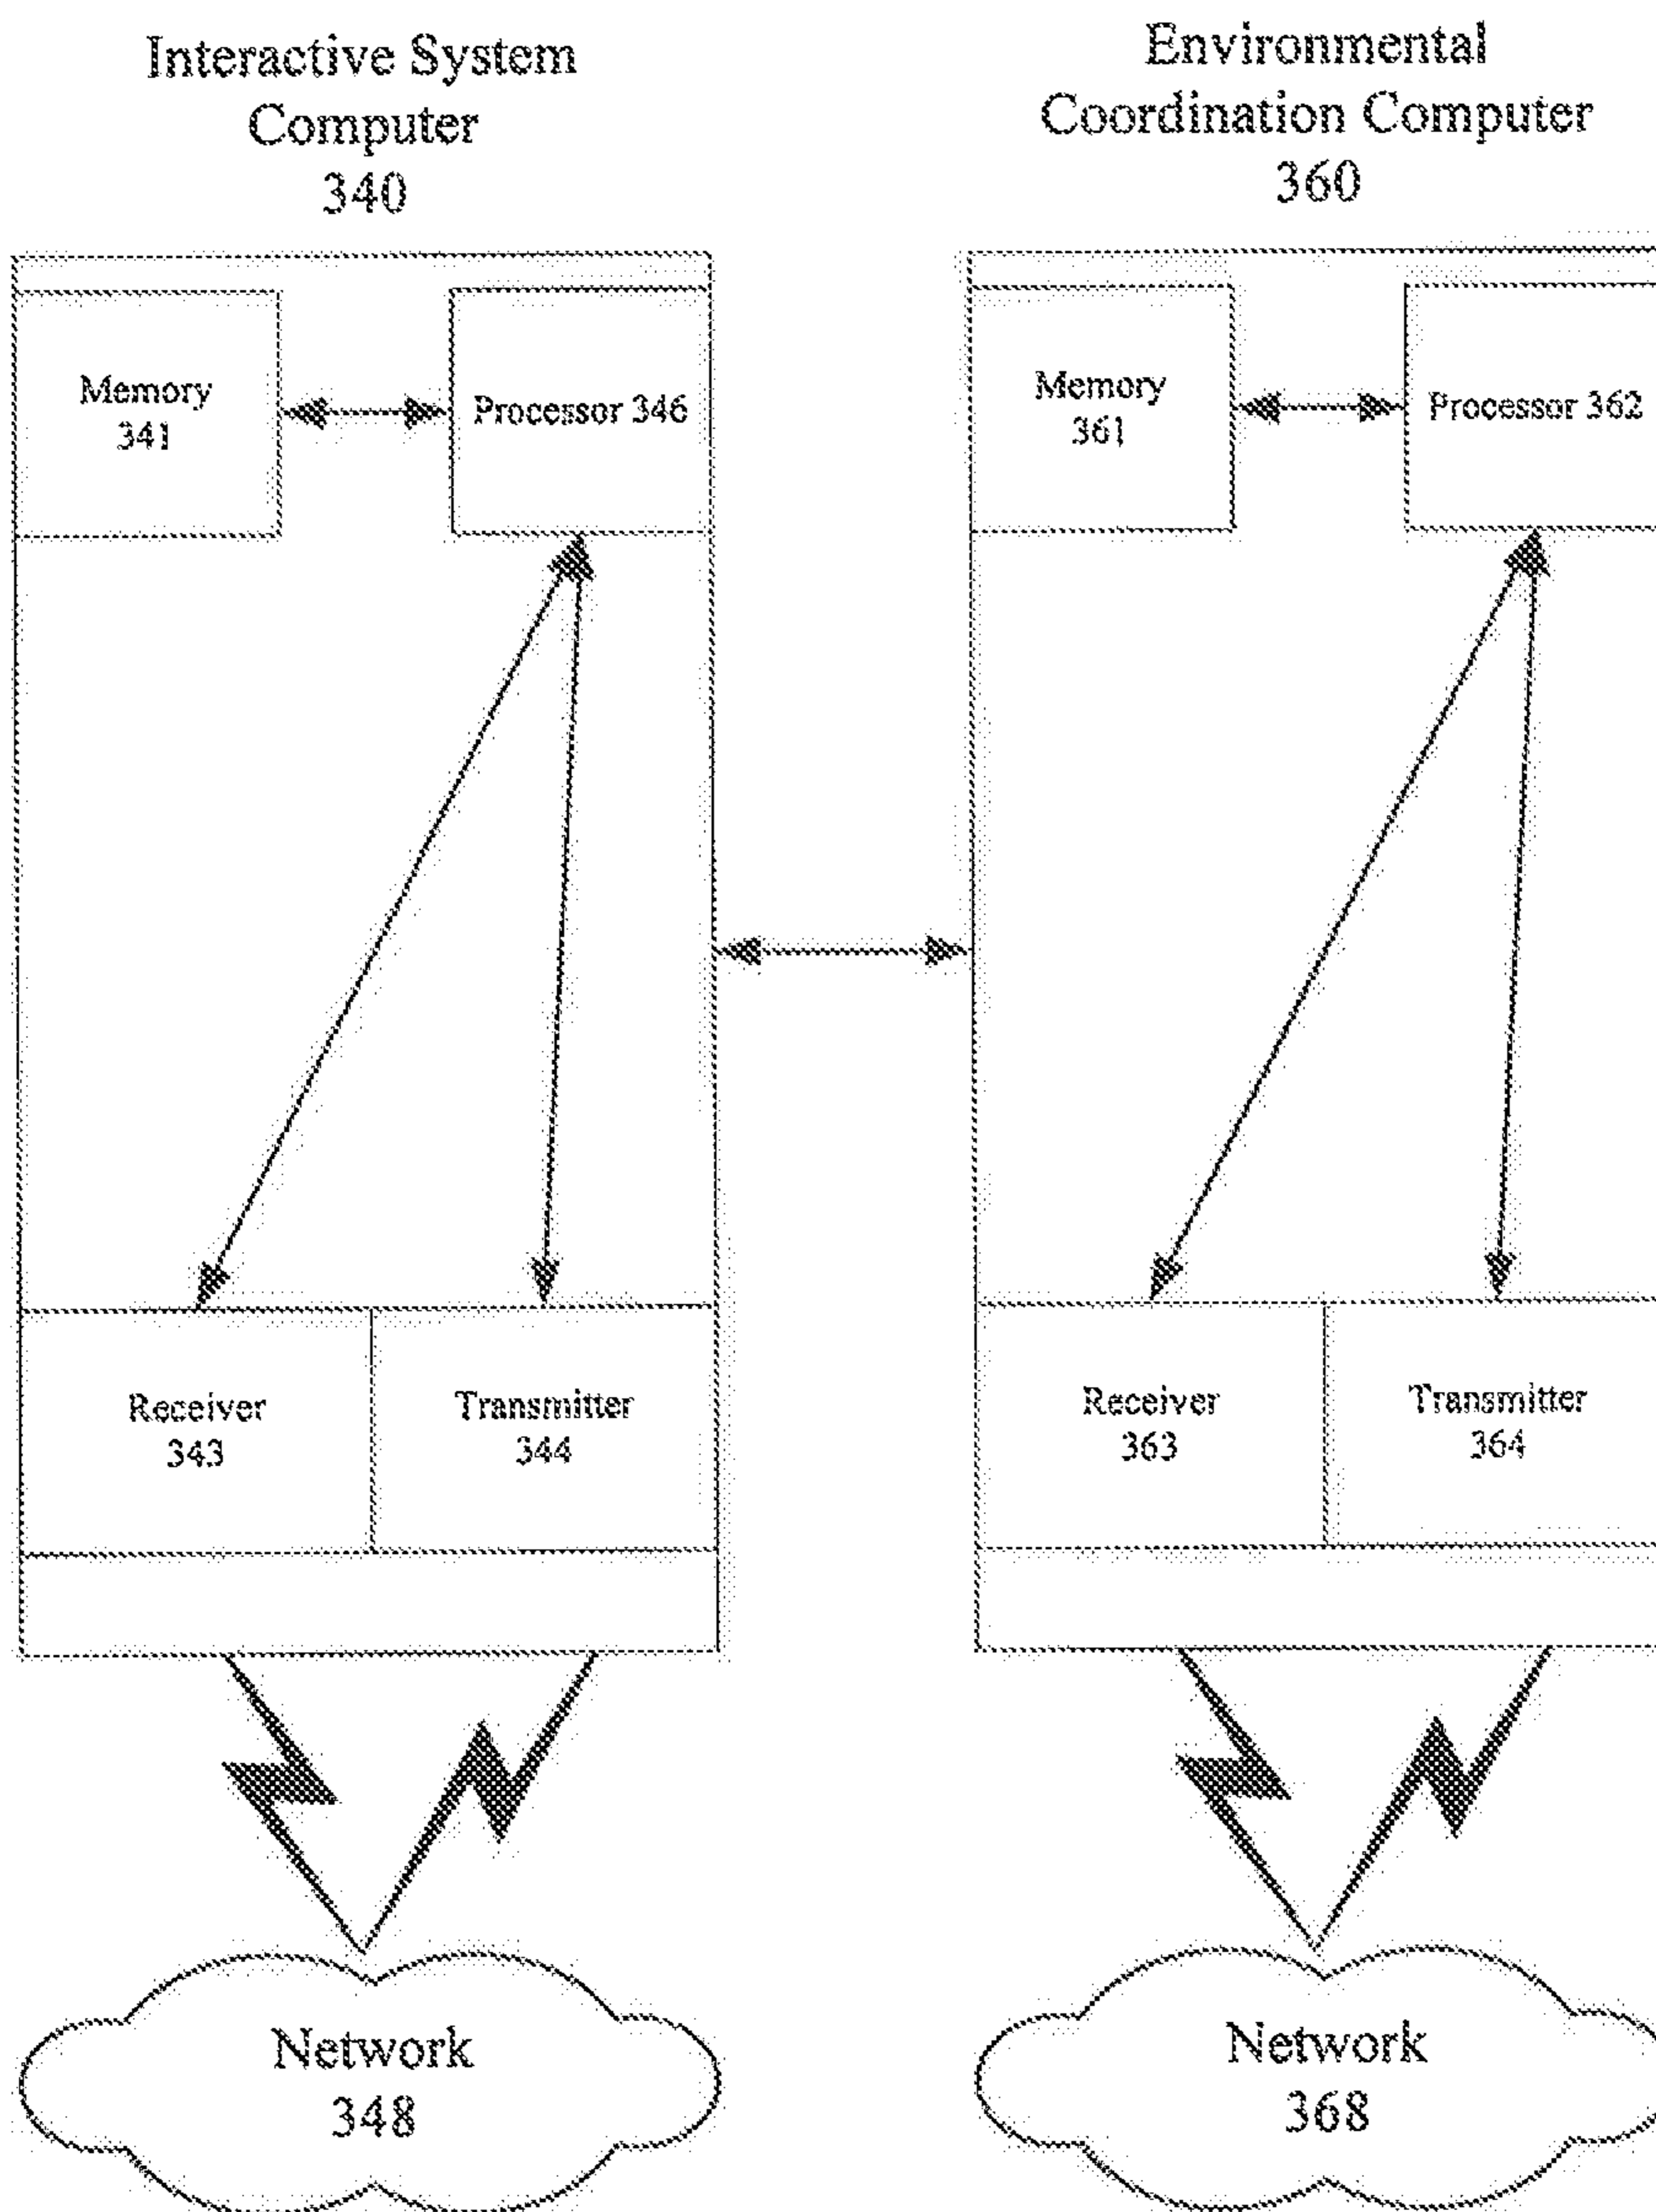 Interactive System
Computer
340
Environmental
Coordination Computer
360
Memory
341
Processor 346
Memory
361
Processor 362
Receiver
343
Transmitter
344
Receiver
363
Transmitter
364
Network
348
Network
368